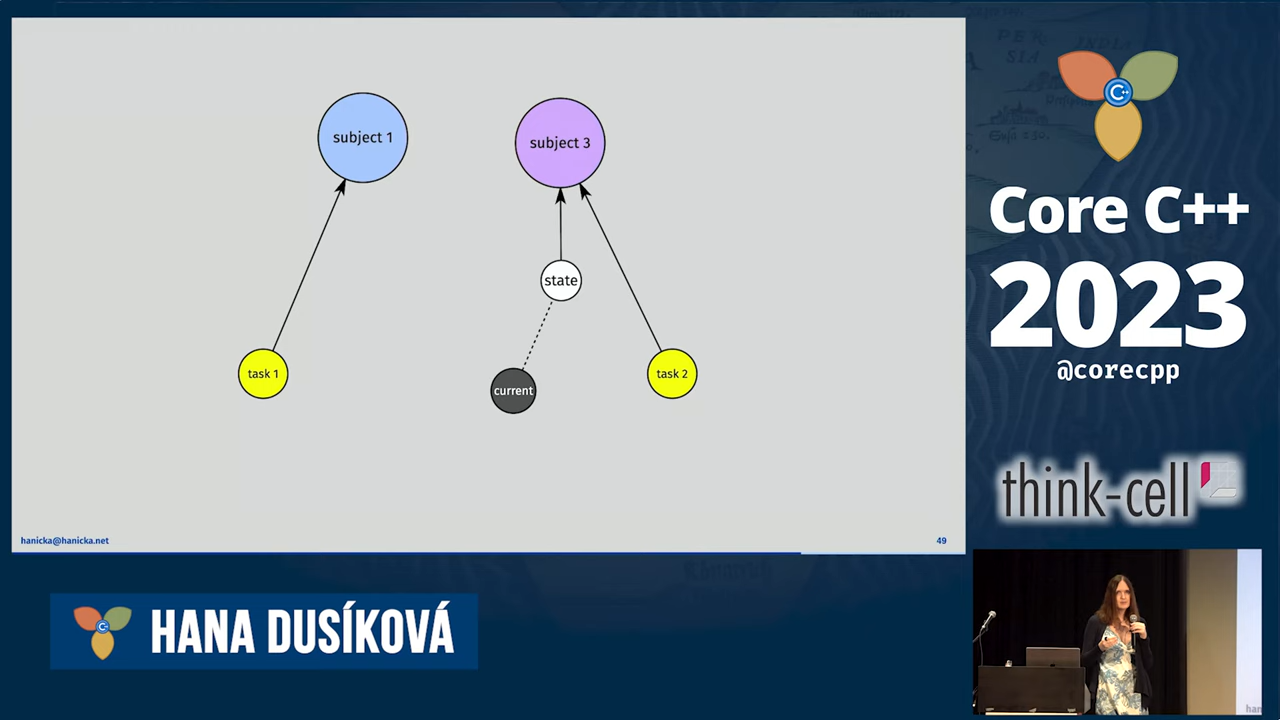 subject 1
subject 3
state
task 1
current
task 2
hanicka@hanicka.net
49
C++
Core C++
2023
@corecpp
think-cell
HANA DUSÍKOVÁ